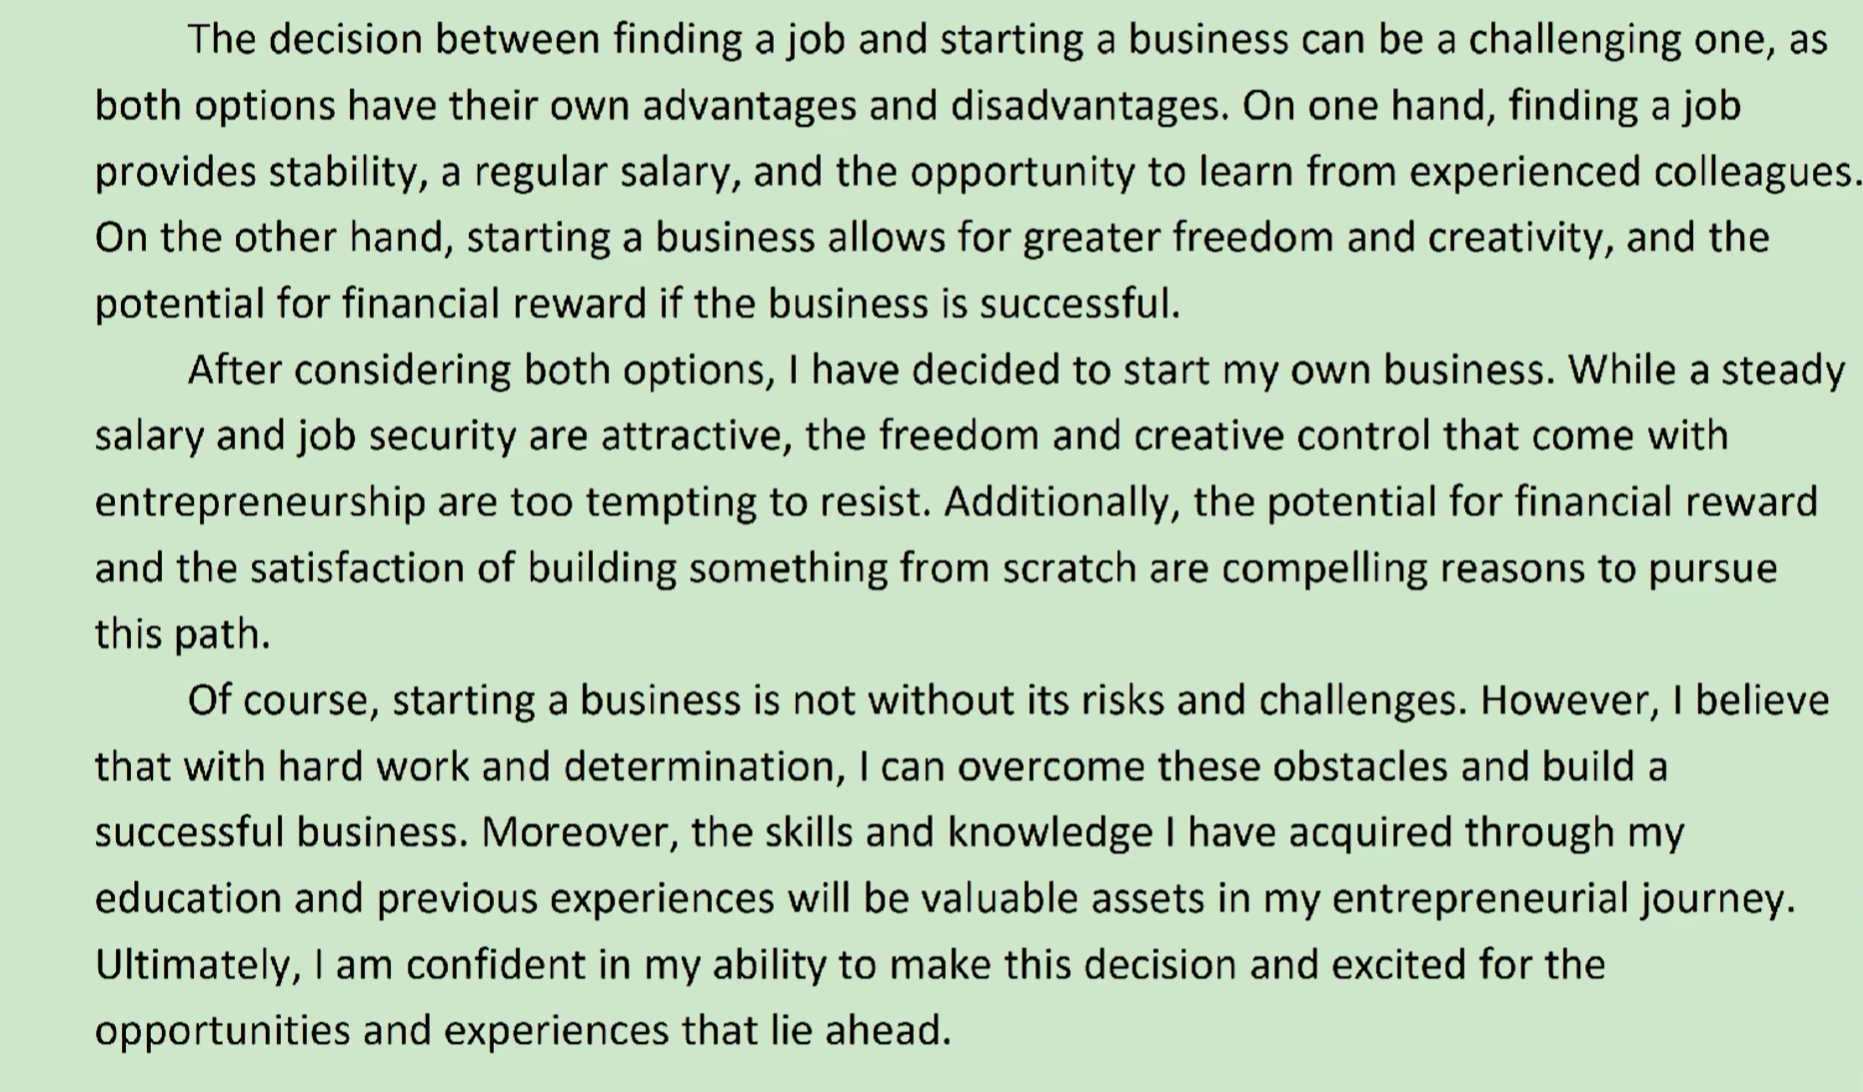 The decision between finding a job and starting a business can be a challenging one, as
both options have their own advantages and disadvantages. On one hand, finding a job
provides stability, a regular salary, and the opportunity to learn from experienced colleagues.
On the other hand, starting a business allows for greater freedom and creativity, and the
potential for financial reward if the business is successful.
After considering both options, I have decided to start my own business. While a steady
salary and job security are attractive, the freedom and creative control that come with
entrepreneurship are too tempting to resist. Additionally, the potential for financial reward
and the satisfaction of building something from scratch are compelling reasons to pursue
this path.
Of course, starting a business is not without its risks and challenges. However, I believe
that with hard work and determination, I can overcome these obstacles and build a
successful business. Moreover, the skills and knowledge I have acquired through my
education and previous experiences will be valuable assets in my entrepreneurial journey.
Ultimately, I am confident in my ability to make this decision and excited for the
opportunities and experiences that lie ahead.